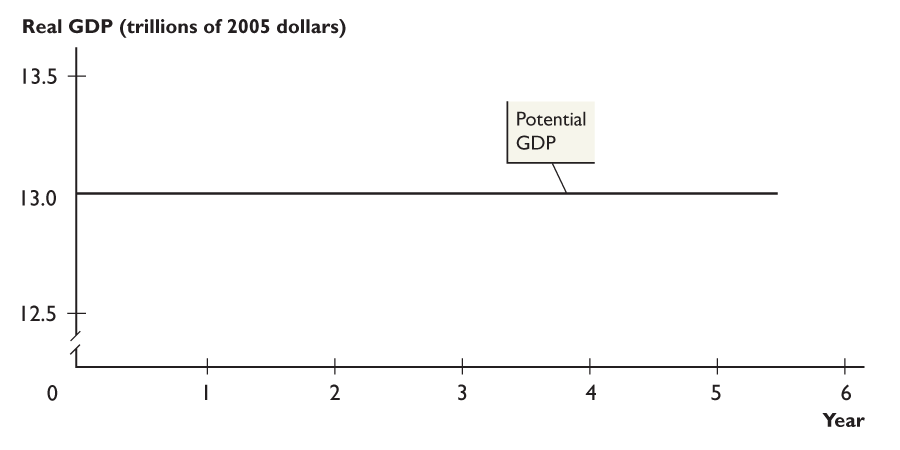 Real GDP (trillions of 2005 dollars)
13.5
Potential
GDP
13.0
12.5
0 1 2 3 4 5 6
Year